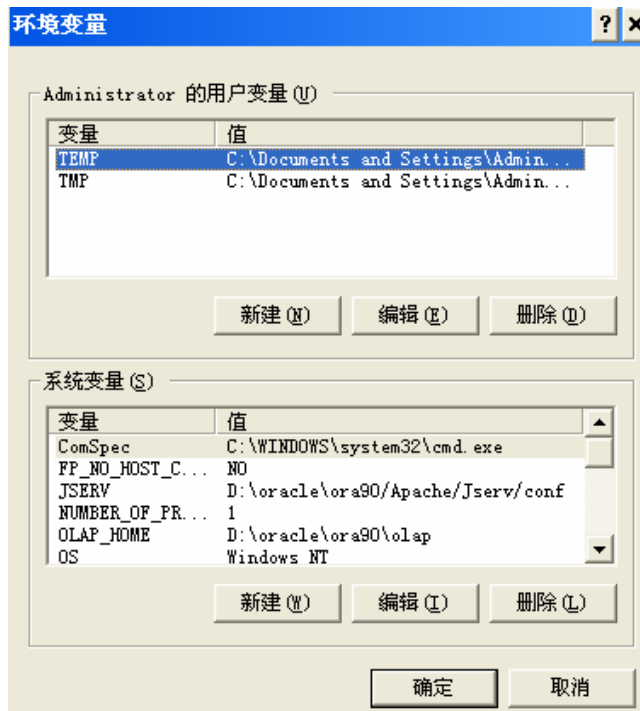 环境变量
Administrator 的用户变量(U)
变量 值
TEMP C:\Documents and Settings\Admin...
TMP C:\Documents and Settings\Admin...
新建(N) 编辑(E) 删除(D)
系统变量(S)
变量 值
ComSpec C:\WINDOWS\system32\cmd.exe
FP_NO_HOST_C... NO
JSERV D:\oracle\ora90/Apache/Jserv/conf
NUMBER_OF_PR... 1
OLAP_HOME D:\oracle\ora90\olap
OS Windows NT
新建(W) 编辑(I) 删除(L)
确定 取消